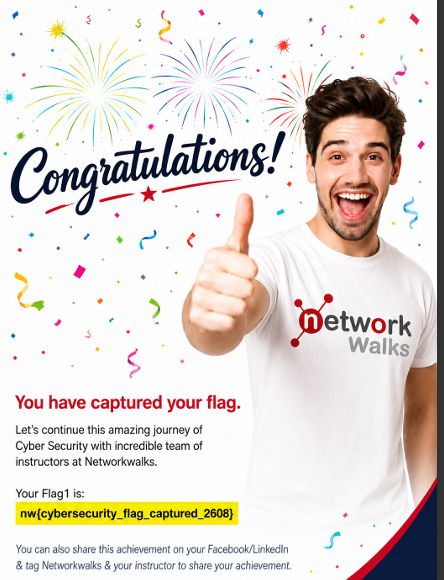 Congratulations!
network
Walks
You have captured your flag.
Let's continue this amazing journey of
Cyber Security with incredible team of
instructors at Networkwalks.
Your Flag1 is:
nw{cybersecurity_flag_captured_2608}
You can also share this achievement on your Facebook/LinkedIn
& tag Networkwalks & your instructor to share your achievement.